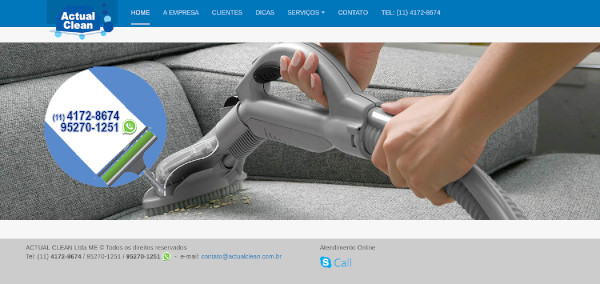 Actual
Clean
HOME A EMPRESA CLIENTES DICAS SERVIÇOS CONTATO TEL: (11) 4172-8674
(11) 4172-8674
95270-1251
ACTUAL CLEAN Ltda ME © Todos os direitos reservados
Tel: (11) 4172-8674 / 95270-1251 / 95270-1251 - e-mail: contato@actualclean.com.br
Atendimento Online
Call